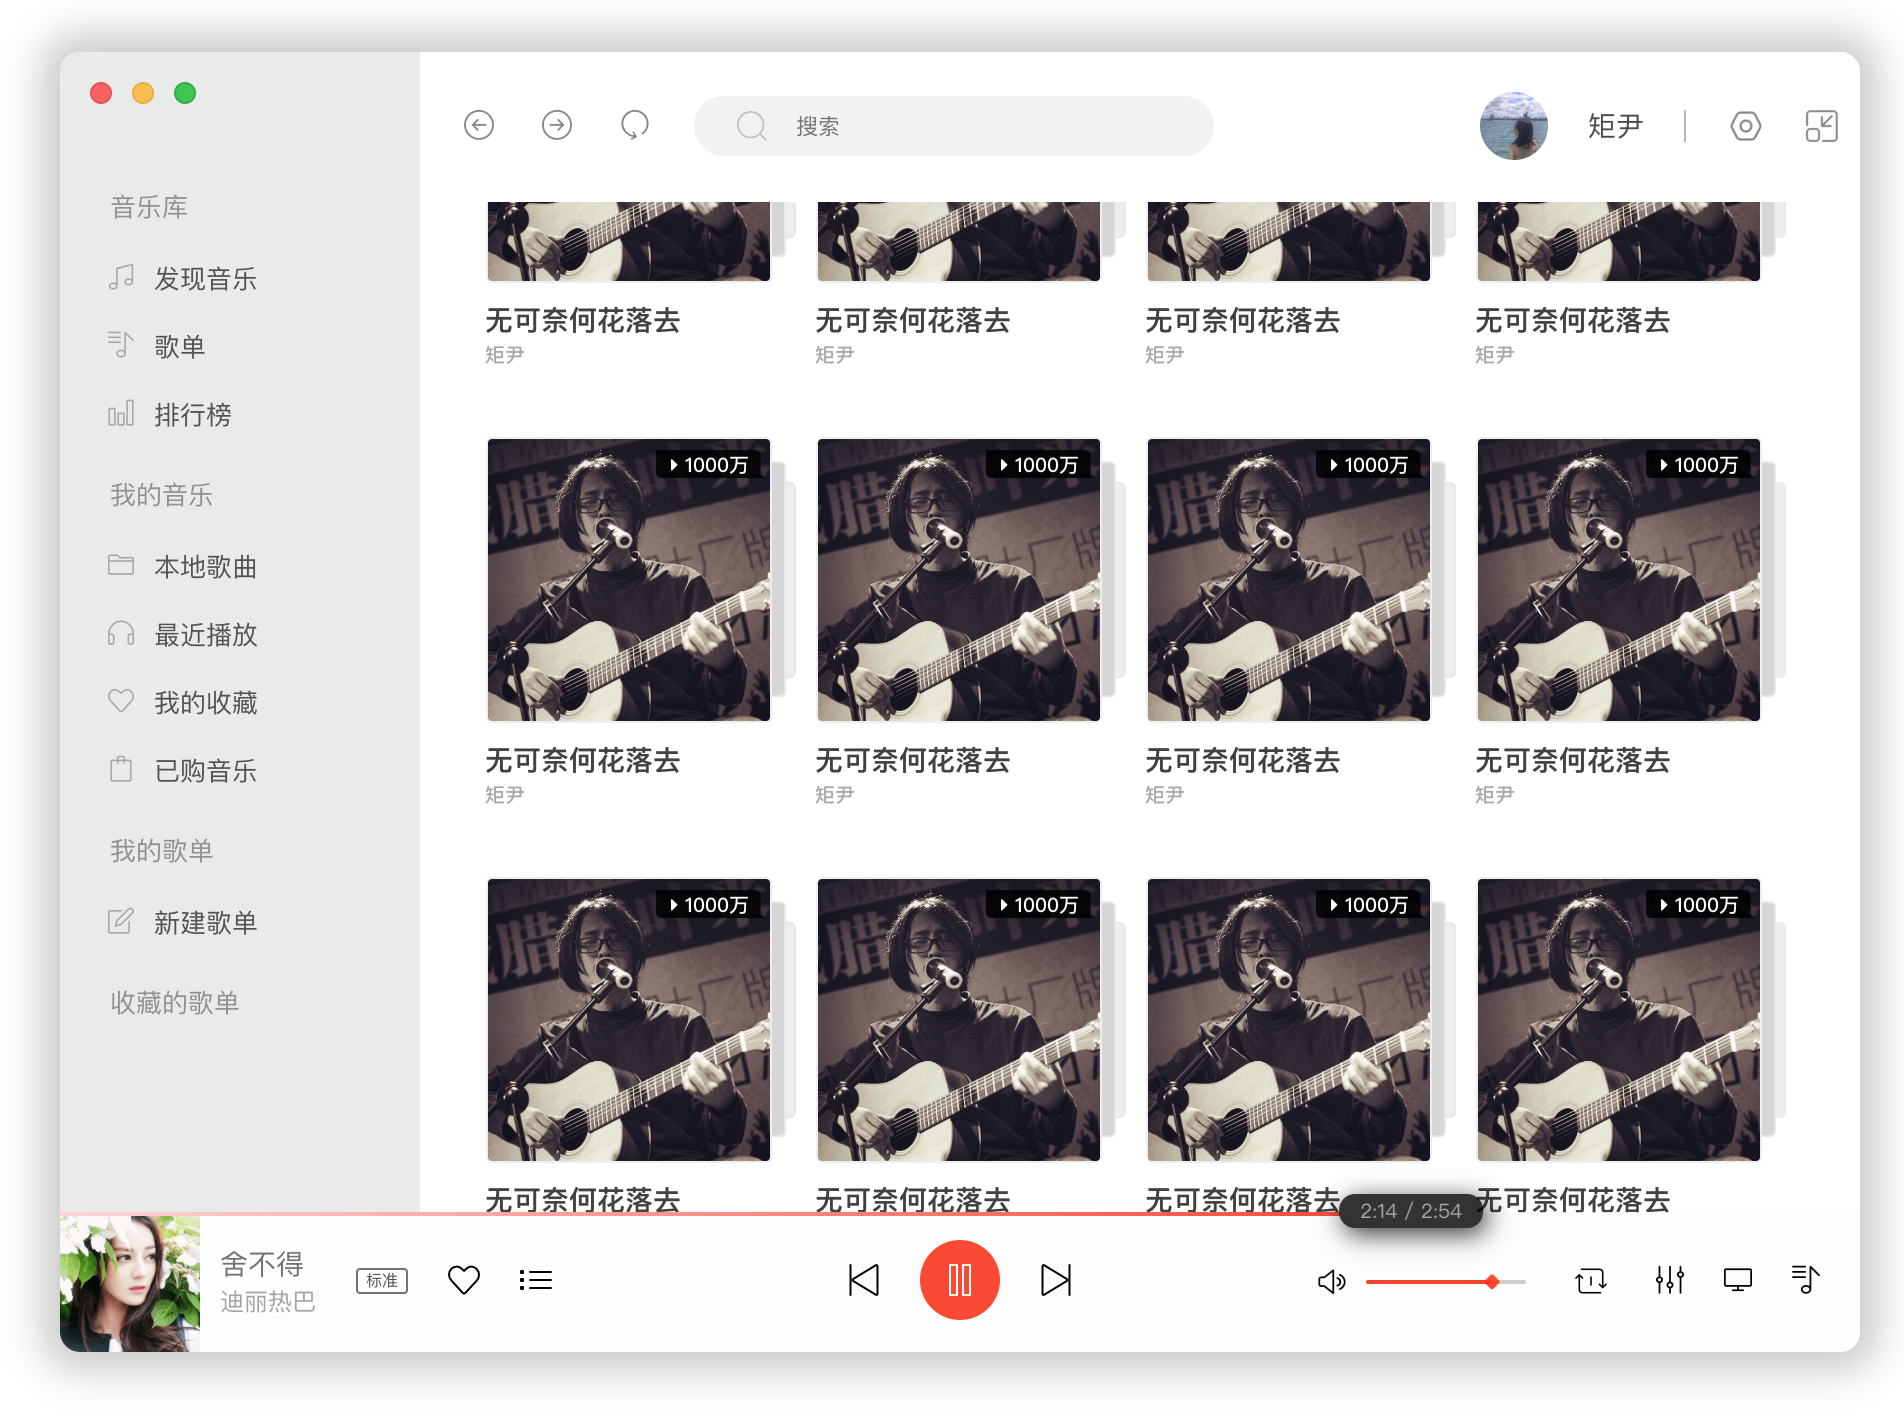 搜索
矩尹
音乐库
发现音乐
歌单
排行榜
我的音乐
本地歌曲
最近播放
我的收藏
已购音乐
我的歌单
新建歌单
收藏的歌单
无可奈何花落去
矩尹
无可奈何花落去
矩尹
无可奈何花落去
矩尹
无可奈何花落去
矩尹
1000万
1000万
1000万
1000万
无可奈何花落去
矩尹
无可奈何花落去
矩尹
无可奈何花落去
矩尹
无可奈何花落去
矩尹
1000万
1000万
1000万
1000万
无可奈何花落去
无可奈何花落去
无可奈何花落去
无可奈何花落去
2:14 / 2:54
舍不得
迪丽热巴
标准